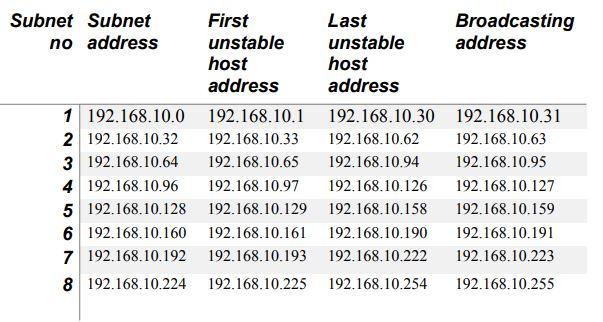 Subnet no Subnet address First unstable host address Last unstable host address Broadcasting address
1 192.168.10.0 192.168.10.1 192.168.10.30 192.168.10.31
2 192.168.10.32 192.168.10.33 192.168.10.62 192.168.10.63
3 192.168.10.64 192.168.10.65 192.168.10.94 192.168.10.95
4 192.168.10.96 192.168.10.97 192.168.10.126 192.168.10.127
5 192.168.10.128 192.168.10.129 192.168.10.158 192.168.10.159
6 192.168.10.160 192.168.10.161 192.168.10.190 192.168.10.191
7 192.168.10.192 192.168.10.193 192.168.10.222 192.168.10.223
8 192.168.10.224 192.168.10.225 192.168.10.254 192.168.10.255